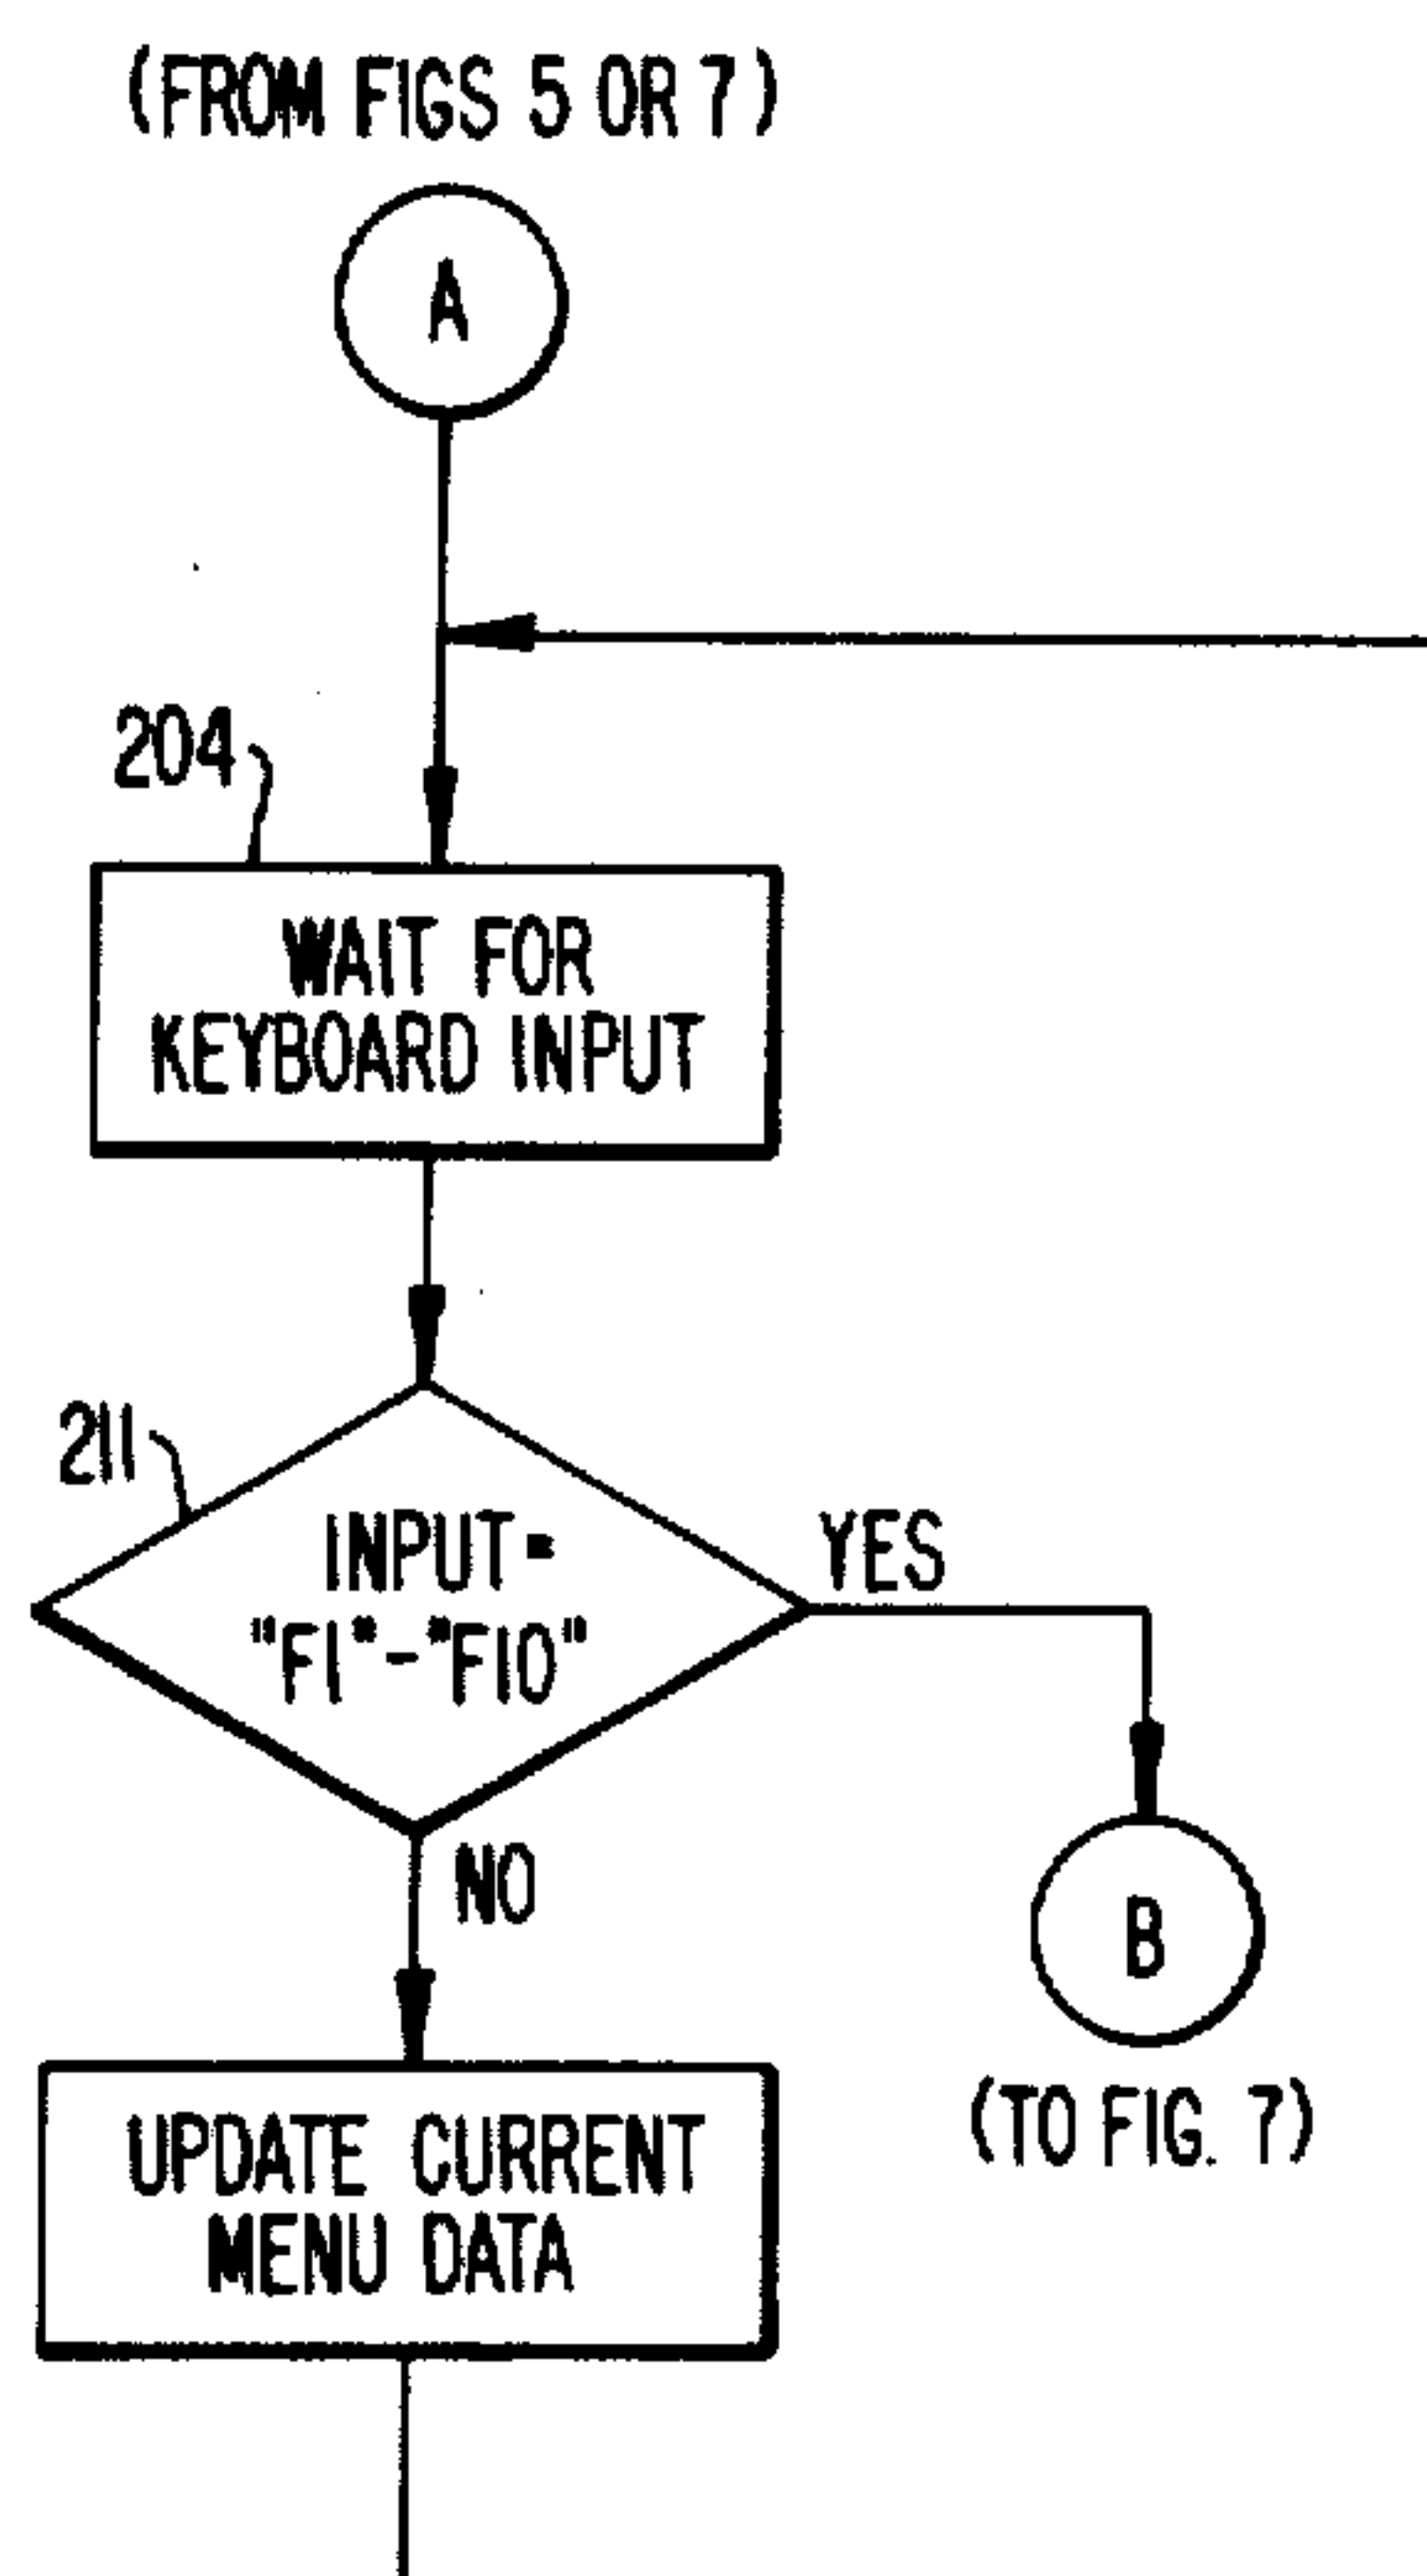 (FROM FIGS 5 OR 7)
A
204
WAIT FOR
KEYBOARD INPUT
211
INPUT=
"F1"-"F10"
YES
NO
B
(TO FIG. 7)
UPDATE CURRENT
MENU DATA